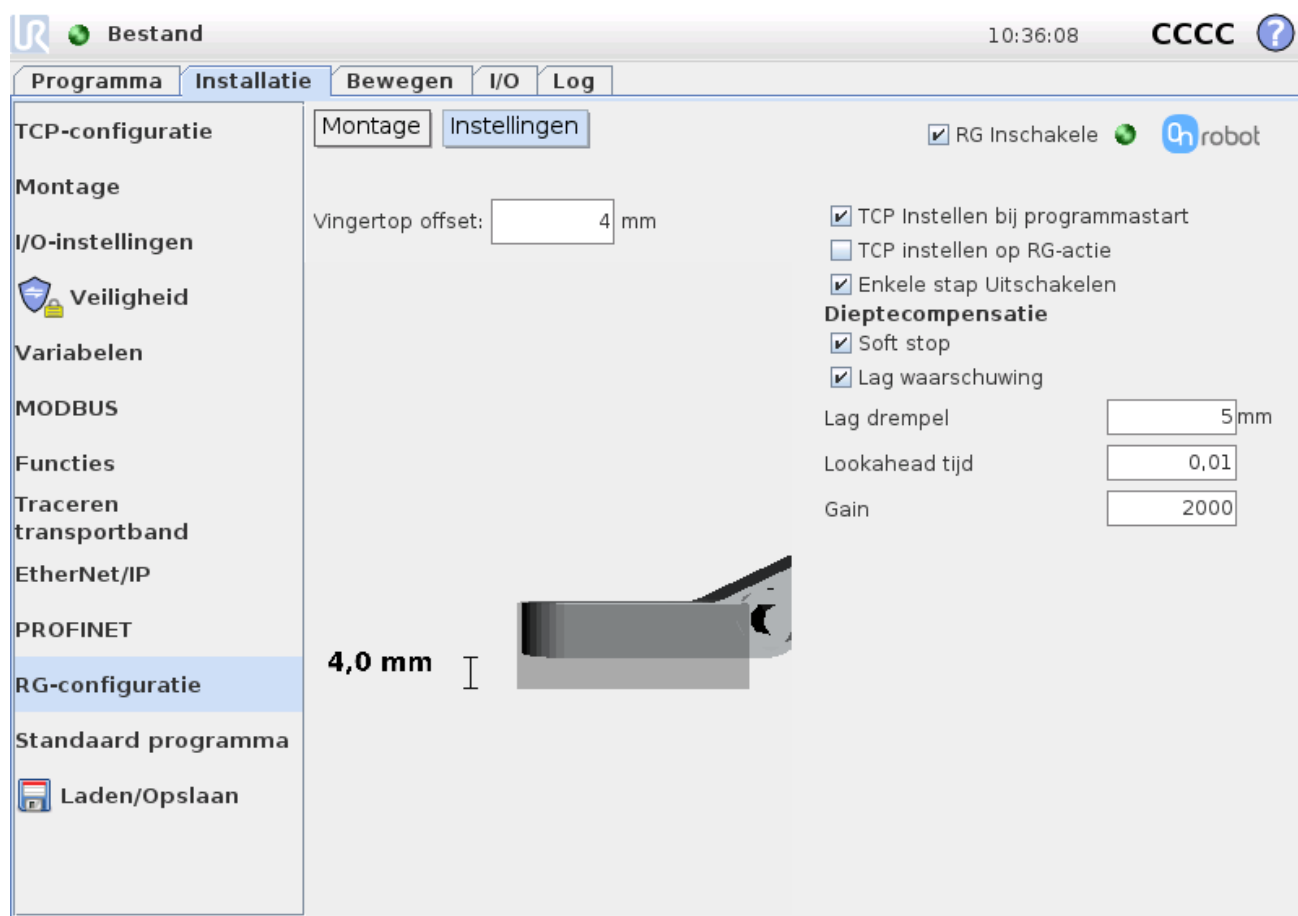 UR Bestand 10:36:08 CCCC ?
Programma Installatie Bewegen I/O Log
TCP-configuratie
Montage
I/O-instellingen
Veiligheid
Variabelen
MODBUS
Functies
Traceren
transportband
EtherNet/IP
PROFINET
RG-configuratie
Standaard programma
Laden/Opslaan
Montage Instellingen
RG Inschakele On robot
Vingertop offset: 4 mm
4,0 mm
TCP Instellen bij programmastart
TCP instellen op RG-actie
Enkele stap Uitschakelen
Dieptecompensatie
Soft stop
Lag waarschuwing
Lag drempel 5 mm
Lookahead tijd 0,01
Gain 2000